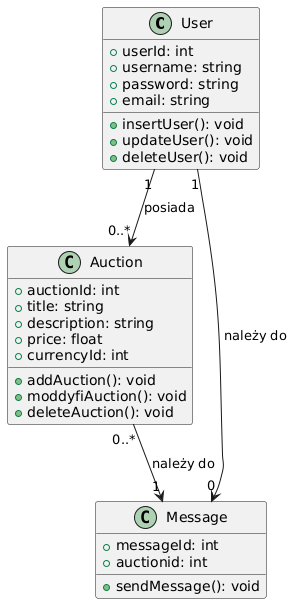 C User
userId: int
username: string
password: string
email: string
insertUser(): void
updateUser(): void
deleteUser(): void
1 1
posiada
0..*
C Auction
auctionId: int
title: string
description: string
price: float
currencyId: int
addAuction(): void
moddyfiAuction(): void
deleteAuction(): void
należy do
0..*
należy do
1 0
C Message
messageId: int
auctionid: int
sendMessage(): void